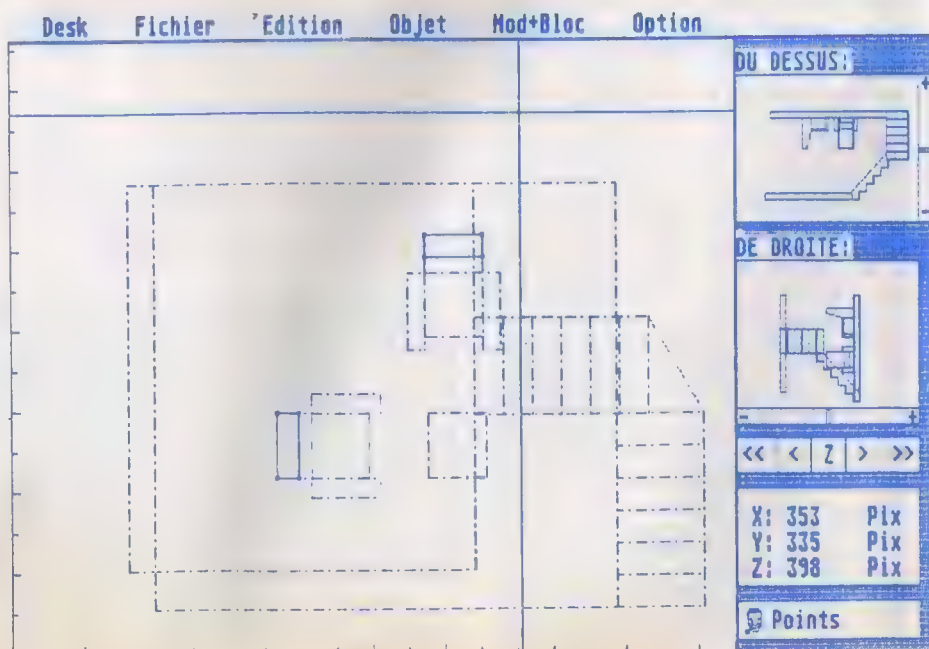 Desk Fichier 'Edition Objet Mod+Bloc Option
DU DESSUS:
+
-
DE DROITE:
- +
<< < Z > >>
X: 353 Pix
Y: 335 Pix
Z: 398 Pix
Points